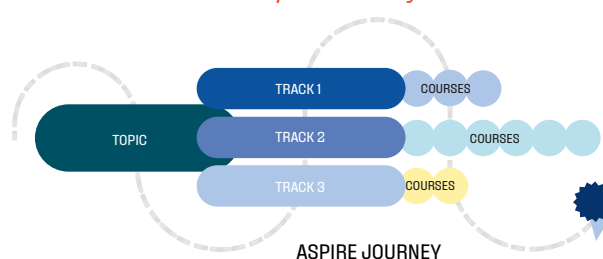 TRACK 1
COURSES
TOPIC
TRACK 2
COURSES
TRACK 3
COURSES
ASPIRE JOURNEY